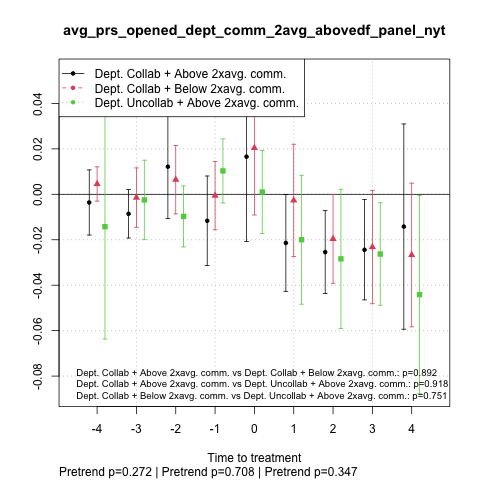 avg_prs_opened_dept_comm_2avg_abovedf_panel_nyt
Dept. Collab + Above 2xavg. comm.
Dept. Collab + Below 2xavg. comm.
Dept. Uncollab + Above 2xavg. comm.
0.04
0.02
0.00
-0.02
-0.04
-0.06
-0.08
Dept. Collab + Above 2xavg. comm. vs Dept. Collab + Below 2xavg. comm.: p=0.892
Dept. Collab + Above 2xavg. comm. vs Dept. Uncollab + Above 2xavg. comm.: p=0.918
Dept. Collab + Below 2xavg. comm. vs Dept. Uncollab + Above 2xavg. comm.: p=0.751
-4 -3 -2 -1 0 1 2 3 4
Time to treatment
Pretrend p=0.272 | Pretrend p=0.708 | Pretrend p=0.347